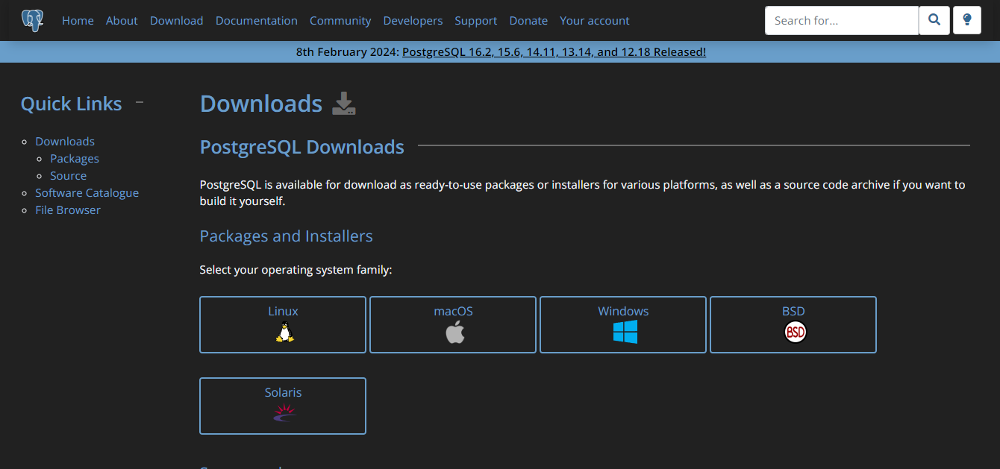 Home About Download Documentation Community Developers Support Donate Your account Search for...
8th February 2024: PostgreSQL 16.2, 15.6, 14.11, 13.14, and 12.18 Released!
Quick Links
Downloads
Packages
Source
Software Catalogue
File Browser
Downloads
PostgreSQL Downloads
PostgreSQL is available for download as ready-to-use packages or installers for various platforms, as well as a source code archive if you want to
build it yourself.
Packages and Installers
Select your operating system family:
Linux macOS Windows BSD
BSD
Solaris